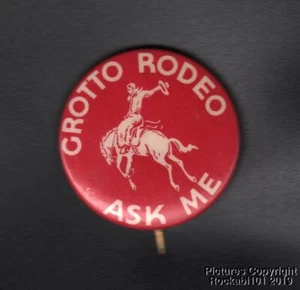 GROTTO RODEO
ASK ME
Pictures Copyright
Rockabi101 2019